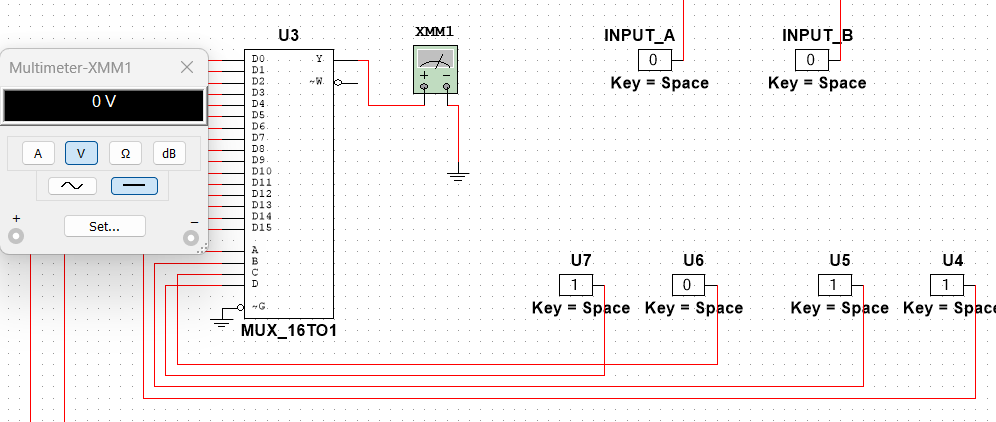 XMM1
U3
INPUT_A
INPUT_B
Multimeter-XMM1
0 V
A
V
Ω
dB
Set...
+
−
D0
D1
D2
D3
D4
D5
D6
D7
D8
D9
D10
D11
D12
D13
D14
D15
A
B
C
D
~G
Y
~W
MUX_16TO1
+ −
0
Key = Space
0
Key = Space
U7
1
Key = Space
U6
0
Key = Space
U5
1
Key = Space
U4
1
Key = Space